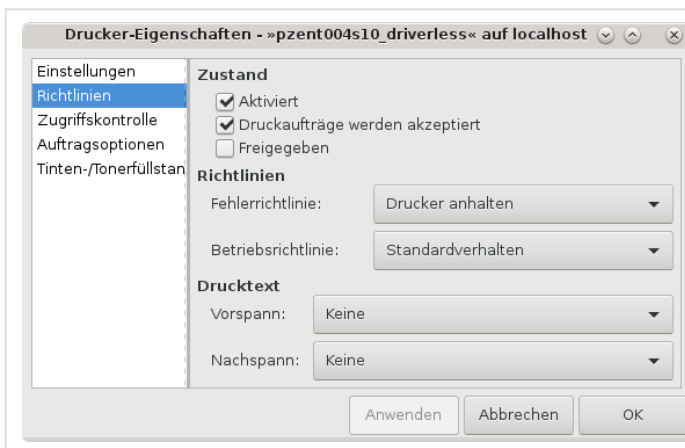 Drucker-Eigenschaften - »pzent004s10_driverless« auf localhost
Einstellungen
Richtlinien
Zugriffskontrolle
Auftragsoptionen
Tinten-/Tonerfüllstan
Zustand
Aktiviert
Druckaufträge werden akzeptiert
Freigegeben
Richtlinien
Fehlerrichtlinie: Drucker anhalten
Betriebsrichtlinie: Standardverhalten
Drucktext
Vorspann: Keine
Nachspann: Keine
Anwenden Abbrechen OK